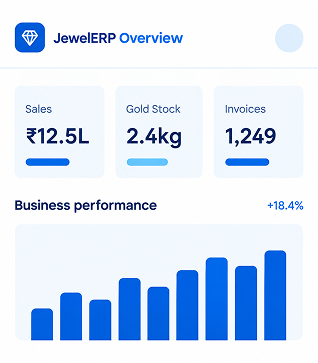 JewelERP Overview
Sales
₹12.5L
Gold Stock
2.4kg
Invoices
1,249
Business performance
+18.4%